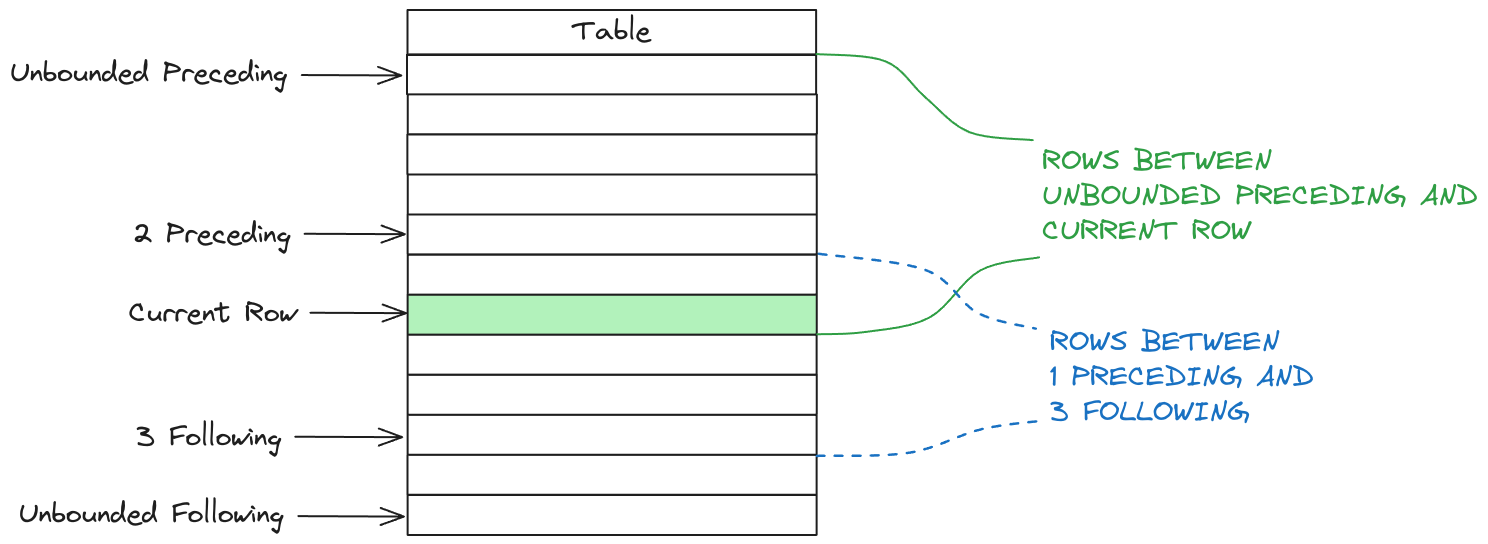 Table
Unbounded Preceding
2 Preceding
Current Row
3 Following
Unbounded Following
ROWS BETWEEN
UNBOUNDED PRECEDING AND
CURRENT ROW
ROWS BETWEEN
1 PRECEDING AND
3 FOLLOWING